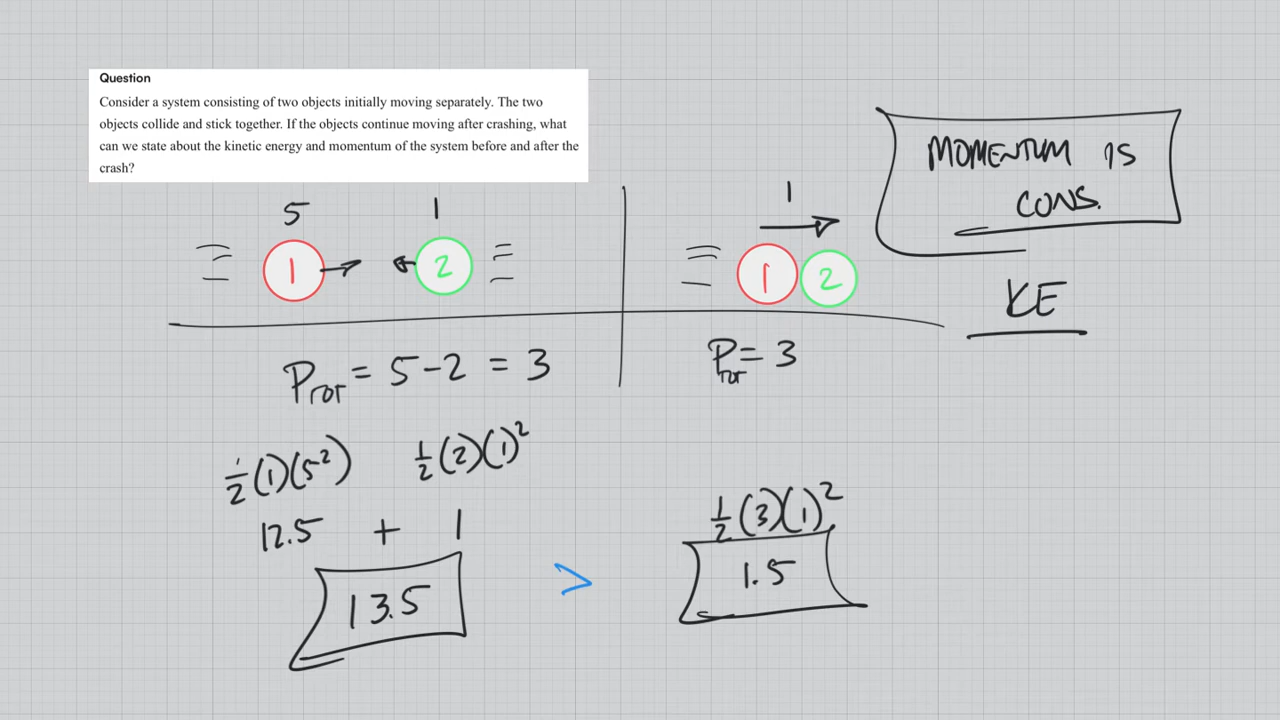 Question
Consider a system consisting of two objects initially moving separately. The two
objects collide and stick together. If the objects continue moving after crashing, what
can we state about the kinetic energy and momentum of the system before and after the
crash?
MOMENTUM IS
CONS.
KE
5 1
1 2
1
1 2
PTOT = 5-2 = 3
PTOT = 3
½(1)(5²) ½(2)(1)²
12.5 + 1
13.5
>
½(3)(1)²
1.5